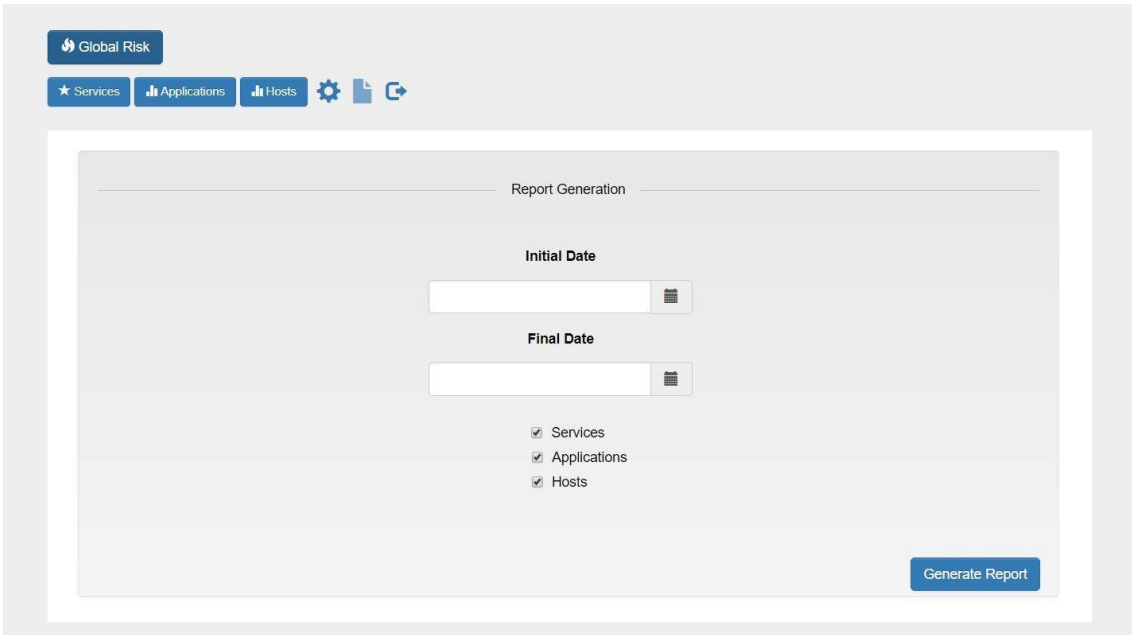 Global Risk
Services Applications Hosts
Report Generation
Initial Date
Final Date
Services
Applications
Hosts
Generate Report